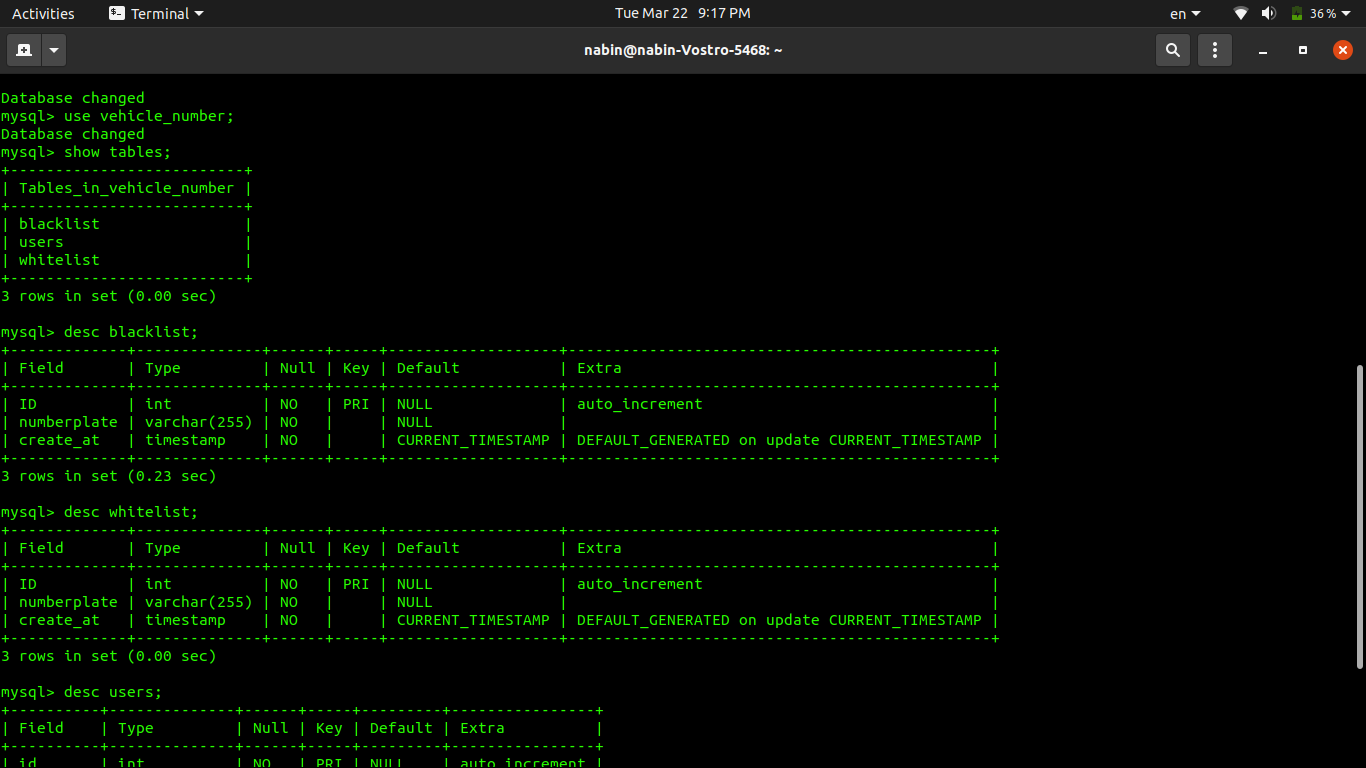 Activities Terminal Tue Mar 22 9:17 PM en 36 %
nabin@nabin-Vostro-5468: ~
Database changed
mysql> use vehicle_number;
Database changed
mysql> show tables;
+--------------------------+
| Tables_in_vehicle_number |
+--------------------------+
| blacklist                |
| users                    |
| whitelist                |
+--------------------------+
3 rows in set (0.00 sec)
mysql> desc blacklist;
+-------------+--------------+------+-----+-------------------+-----------------------------------------------+
| Field       | Type         | Null | Key | Default           | Extra                                         |
+-------------+--------------+------+-----+-------------------+-----------------------------------------------+
| ID          | int          | NO   | PRI | NULL              | auto_increment                                |
| numberplate | varchar(255) | NO   |     | NULL              |                                               |
| create_at   | timestamp    | NO   |     | CURRENT_TIMESTAMP | DEFAULT_GENERATED on update CURRENT_TIMESTAMP |
+-------------+--------------+------+-----+-------------------+-----------------------------------------------+
3 rows in set (0.23 sec)
mysql> desc whitelist;
+-------------+--------------+------+-----+-------------------+-----------------------------------------------+
| Field       | Type         | Null | Key | Default           | Extra                                         |
+-------------+--------------+------+-----+-------------------+-----------------------------------------------+
| ID          | int          | NO   | PRI | NULL              | auto_increment                                |
| numberplate | varchar(255) | NO   |     | NULL              |                                               |
| create_at   | timestamp    | NO   |     | CURRENT_TIMESTAMP | DEFAULT_GENERATED on update CURRENT_TIMESTAMP |
+-------------+--------------+------+-----+-------------------+-----------------------------------------------+
3 rows in set (0.00 sec)
mysql> desc users;
+----------+--------------+------+-----+---------+----------------+
| Field    | Type         | Null | Key | Default | Extra          |
+----------+--------------+------+-----+---------+----------------+
| id       | int          | NO   | PRI | NULL    | auto_increment |